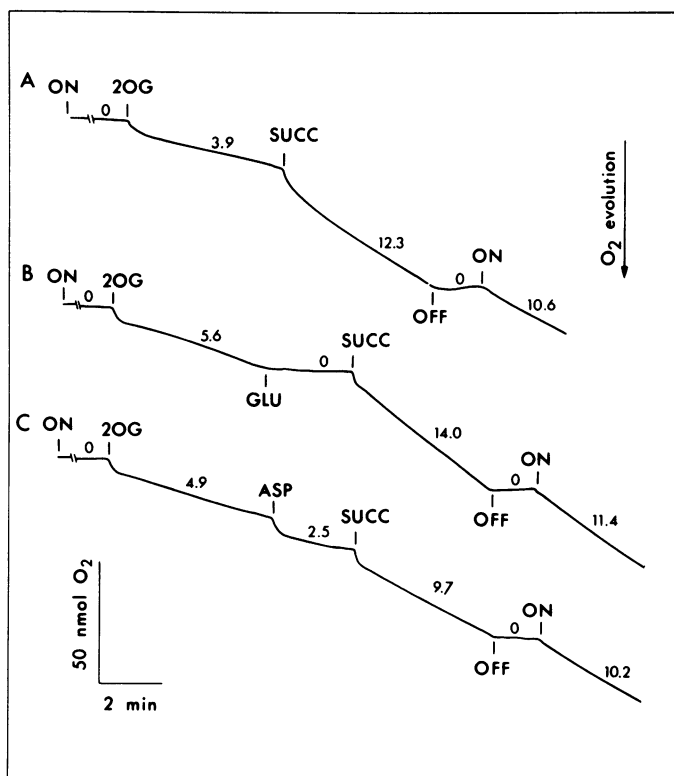 A ON 0 2OG
3.9
SUCC
12.3
OFF
0
ON
10.6
O₂ evolution
B ON 0 2OG
5.6
GLU
0
SUCC
14.0
OFF
0
ON
11.4
C ON 0 2OG
4.9
ASP
2.5
SUCC
9.7
OFF
0
ON
10.2
50 nmol O₂
2 min